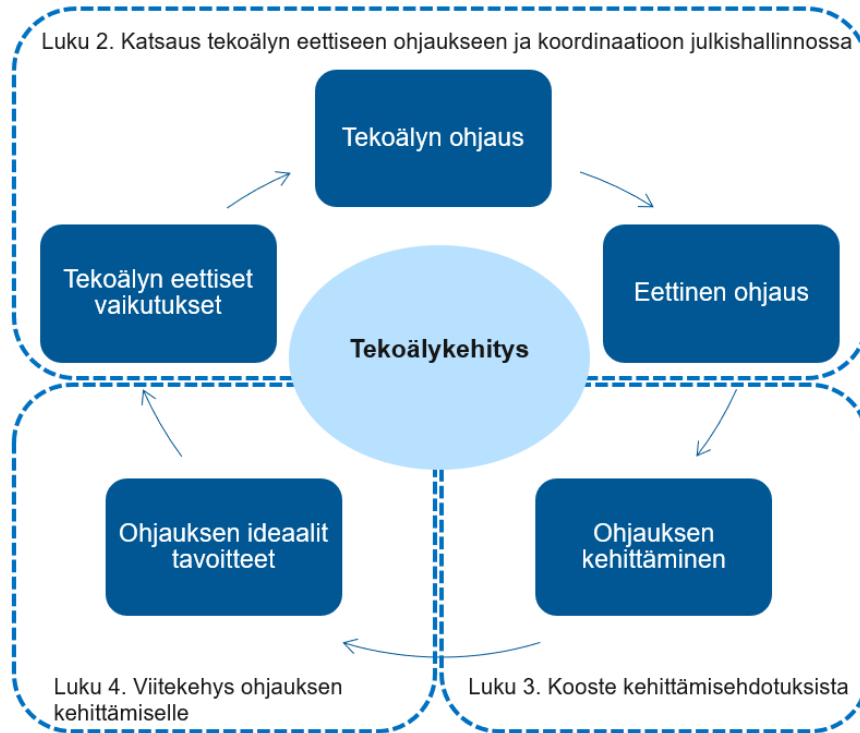 Luku 2. Katsaus tekoälyn eettiseen ohjaukseen ja koordinaatioon julkishallinnossa
Tekoälyn ohjaus
Tekoälyn eettiset
vaikutukset
Eettinen ohjaus
Tekoälykehitys
Ohjauksen ideaalit
tavoitteet
Ohjauksen
kehittäminen
Luku 4. Viitekehys ohjauksen
kehittämiselle
Luku 3. Kooste kehittämisehdotuksista